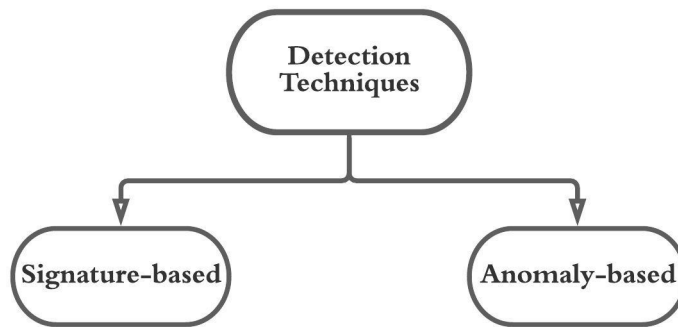 Detection
Techniques
Signature-based
Anomaly-based